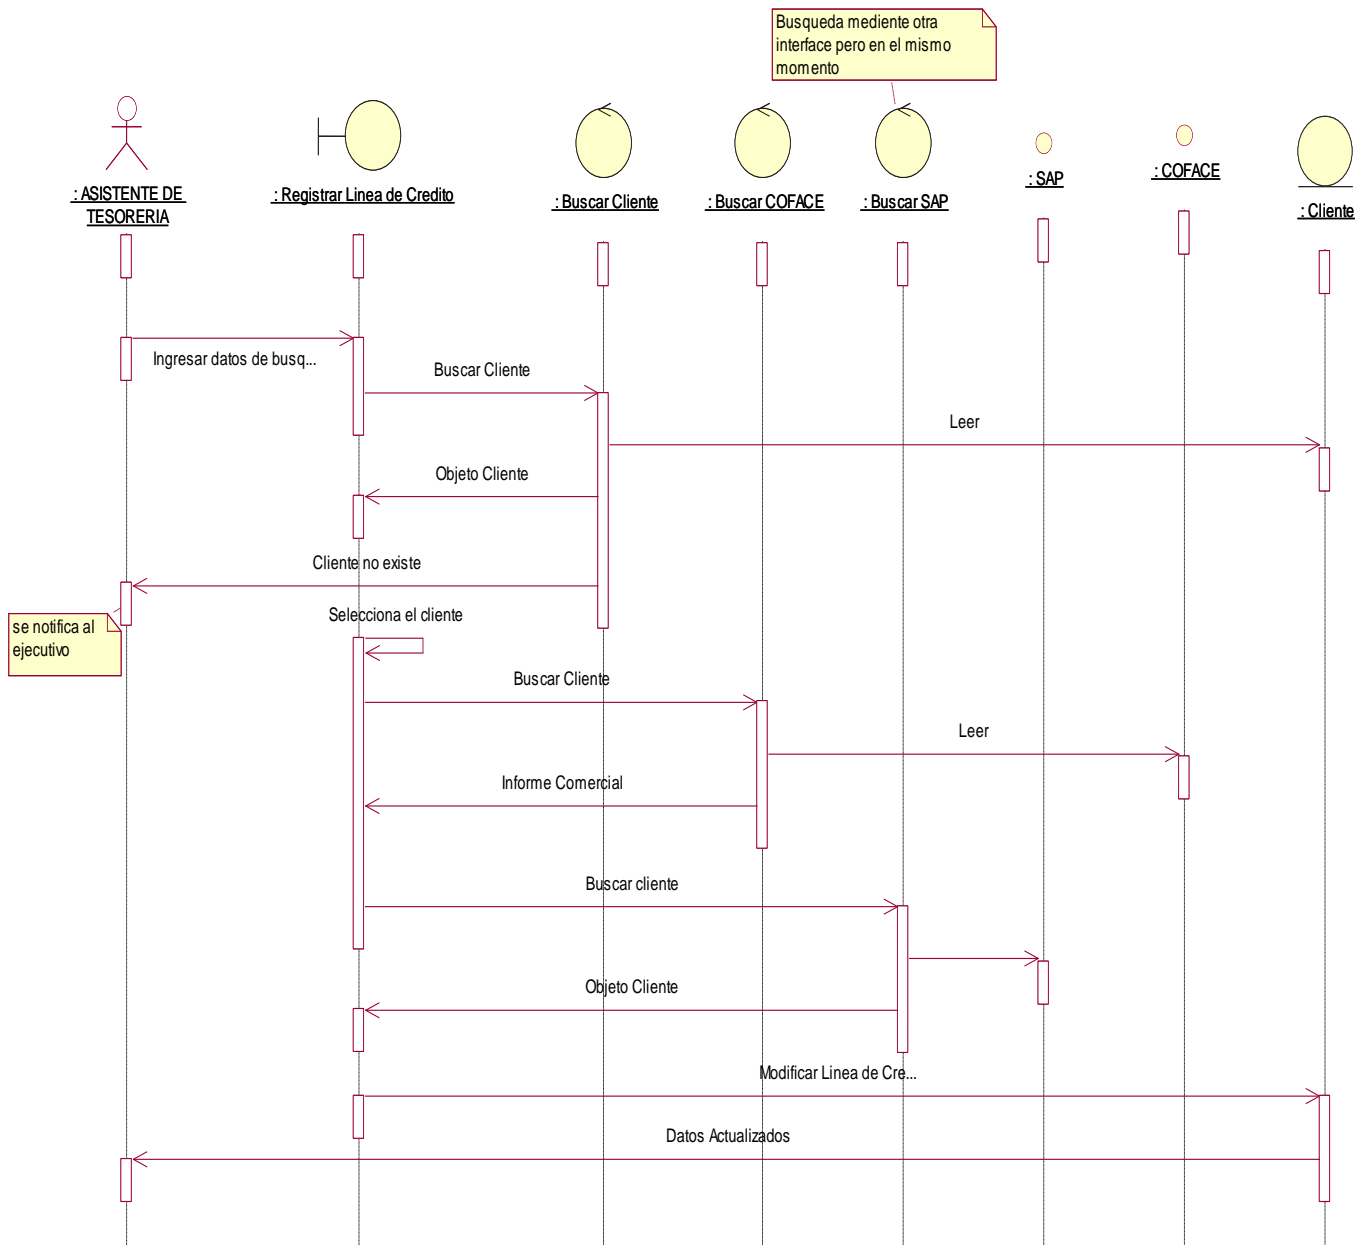 Busqueda mediente otra
interface pero en el mismo
momento
: ASISTENTE DE
TESORERIA
: Registrar Linea de Credito
: Buscar Cliente
: Buscar COFACE
: Buscar SAP
: SAP
: COFACE
: Cliente
Ingresar datos de busq...
Buscar Cliente
Leer
Objeto Cliente
Cliente no existe
se notifica al
ejecutivo
Selecciona el cliente
Buscar Cliente
Leer
Informe Comercial
Buscar cliente
Objeto Cliente
Modificar Linea de Cre...
Datos Actualizados